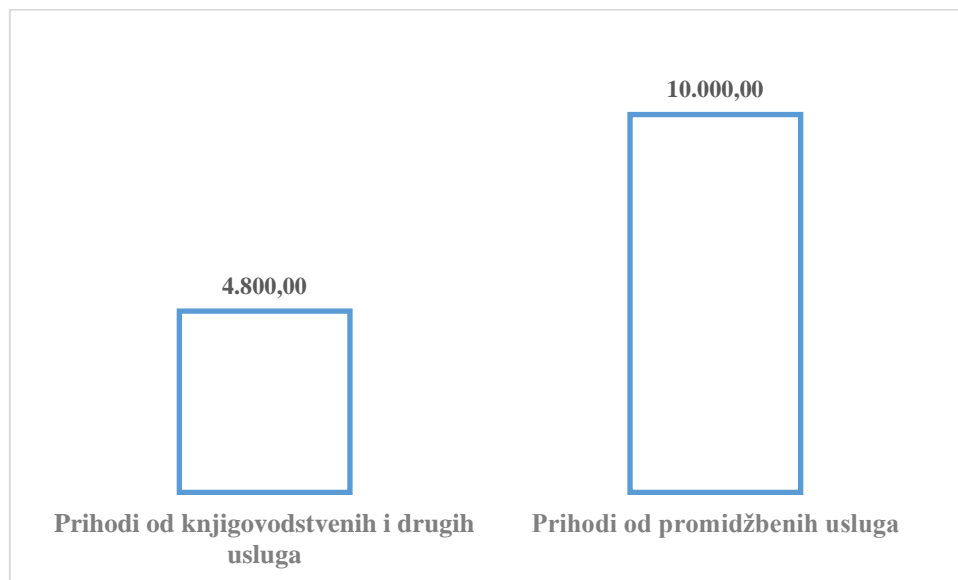 10.000,00
4.800,00
Prihodi od knjigovodstvenih i drugih
usluga
Prihodi od promidžbenih usluga